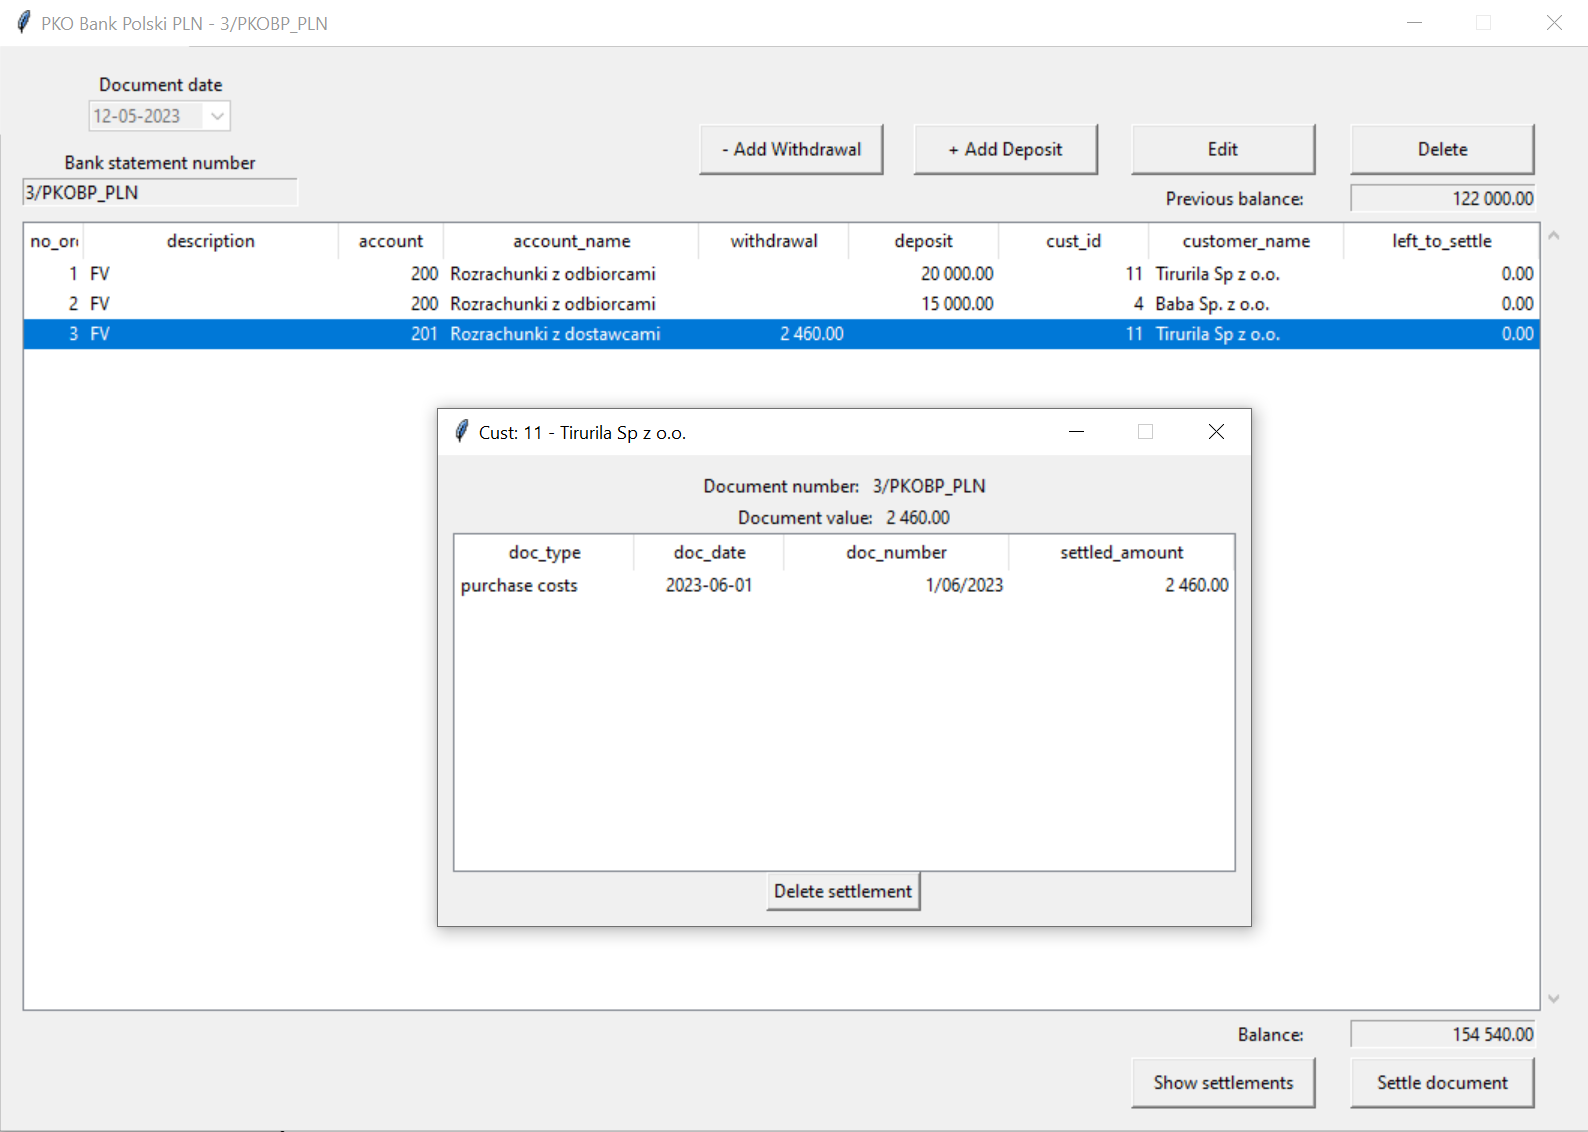 PKO Bank Polski PLN - 3/PKOBP_PLN
Document date
12-05-2023
- Add Withdrawal + Add Deposit Edit Delete
Bank statement number
3/PKOBP_PLN
Previous balance: 122 000.00
no_ord description account account_name withdrawal deposit cust_id customer_name left_to_settle
1 FV 200 Rozrachunki z odbiorcami 20 000.00 11 Tirurila Sp z o.o. 0.00
2 FV 200 Rozrachunki z odbiorcami 15 000.00 4 Baba Sp. z o.o. 0.00
3 FV 201 Rozrachunki z dostawcami 2 460.00 11 Tirurila Sp z o.o. 0.00
Cust: 11 - Tirurila Sp z o.o.
Document number: 3/PKOBP_PLN
Document value: 2 460.00
doc_type doc_date doc_number settled_amount
purchase costs 2023-06-01 1/06/2023 2 460.00
Delete settlement
Balance: 154 540.00
Show settlements Settle document